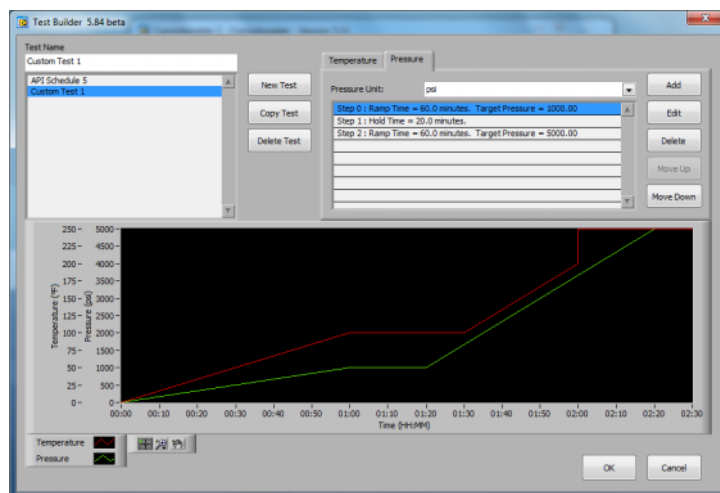 Test Builder 5.84 beta
Test Name
Custom Test 1
API Schedule 5
Custom Test 1
New Test
Copy Test
Delete Test
Temperature Pressure
Pressure Unit: psi
Step 0 : Ramp Time = 60.0 minutes. Target Pressure = 1000.00
Step 1 : Hold Time = 20.0 minutes.
Step 2 : Ramp Time = 60.0 minutes. Target Pressure = 5000.00
Add
Edit
Delete
Move Up
Move Down
Temperature (°F)
250
225
200
175
150
125
100
75
50
25
0
Pressure (psi)
5000
4500
4000
3500
3000
2500
2000
1500
1000
500
0
00:00 00:10 00:20 00:30 00:40 00:50 01:00 01:10 01:20 01:30 01:40 01:50 02:00 02:10 02:20 02:30
Time (HH:MM)
Temperature
Pressure
OK
Cancel